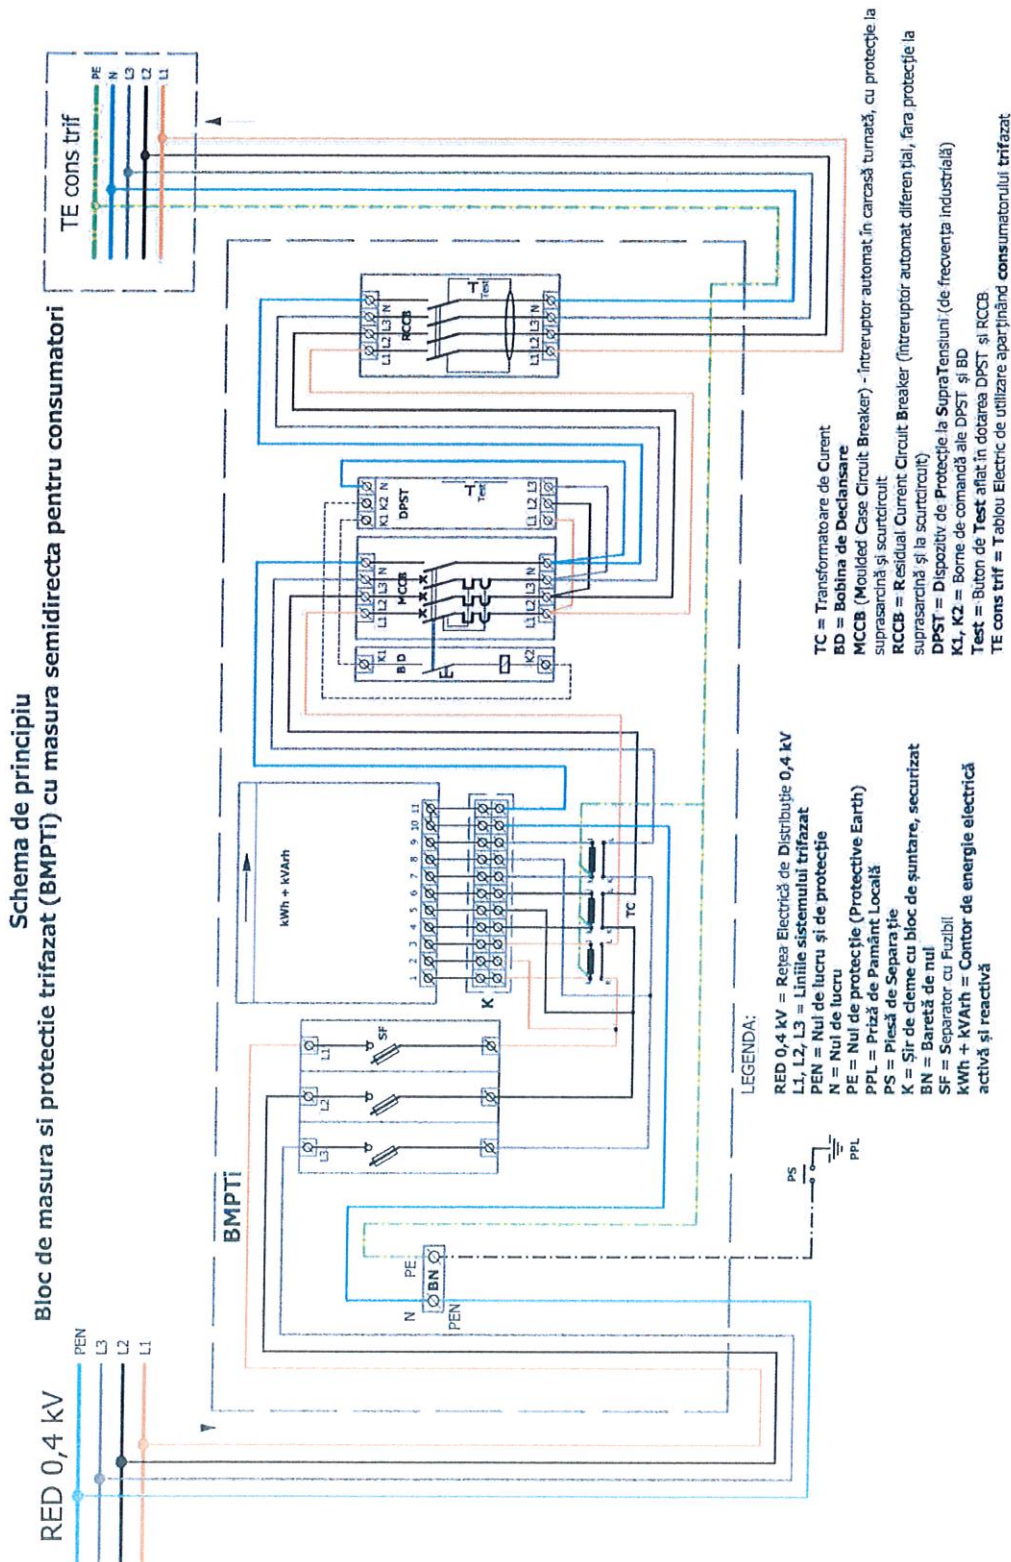 Schema de principiu
Bloc de masura si protectie trifazat (BMPTi) cu masura semidirecta pentru consumatori
RED 0,4 kV
PEN
L3
L2
L1
TE cons trif
PE
N
L3
L2
L1
BMPTi
N
PE
BN
PEN
L3
L2
L1
SF
kWh + kVArh
1 2 3 4 5 6 7 8 9 10 11
K
TC
K1
BD
K2
L1 L2 L3 N
MCCB
L1 L2 L3 N
K1 K2 N
DPST
Test
L1 L2 L3
L1 L2 L3 N
RCCB
Test
L1 L2 L3 N
PS
PPL
LEGENDA:
RED 0,4 kV = Rețea Electrică de Distribuție 0,4 kV
L1, L2, L3 = Liniile sistemului trifazat
PEN = Nul de lucru și de protecție
N = Nul de lucru
PE = Nul de protecție (Protective Earth)
PPL = Priză de Pamânt Locală
PS = Piesă de Separație
K = Șir de cleme cu bloc de șuntare, securizat
BN = Baretă de nul
SF = Separator cu Fuzibil
kWh + kVArh = Contor de energie electrică
activă și reactivă
TC = Transformatoare de Curent
BD = Bobina de Declansare
MCCB (Moulded Case Circuit Breaker) - întreruptor automat în carcasă turnată, cu protecție la
suprasarcină și scurtcircuit
RCCB = Residual Current Circuit Breaker (întreruptor automat diferențial, fara protecție la
suprasarcină și la scurtcircuit)
DPST = Dispozitiv de Protecție la SupraTensiuni (de frecvența industrială)
K1, K2 = Borne de comandă ale DPST și BD
Test = Buton de Test aflat în dotarea DPST și RCCB
TE cons trif = Tablou Electric de utilizare aparținând consumatorului trifazat